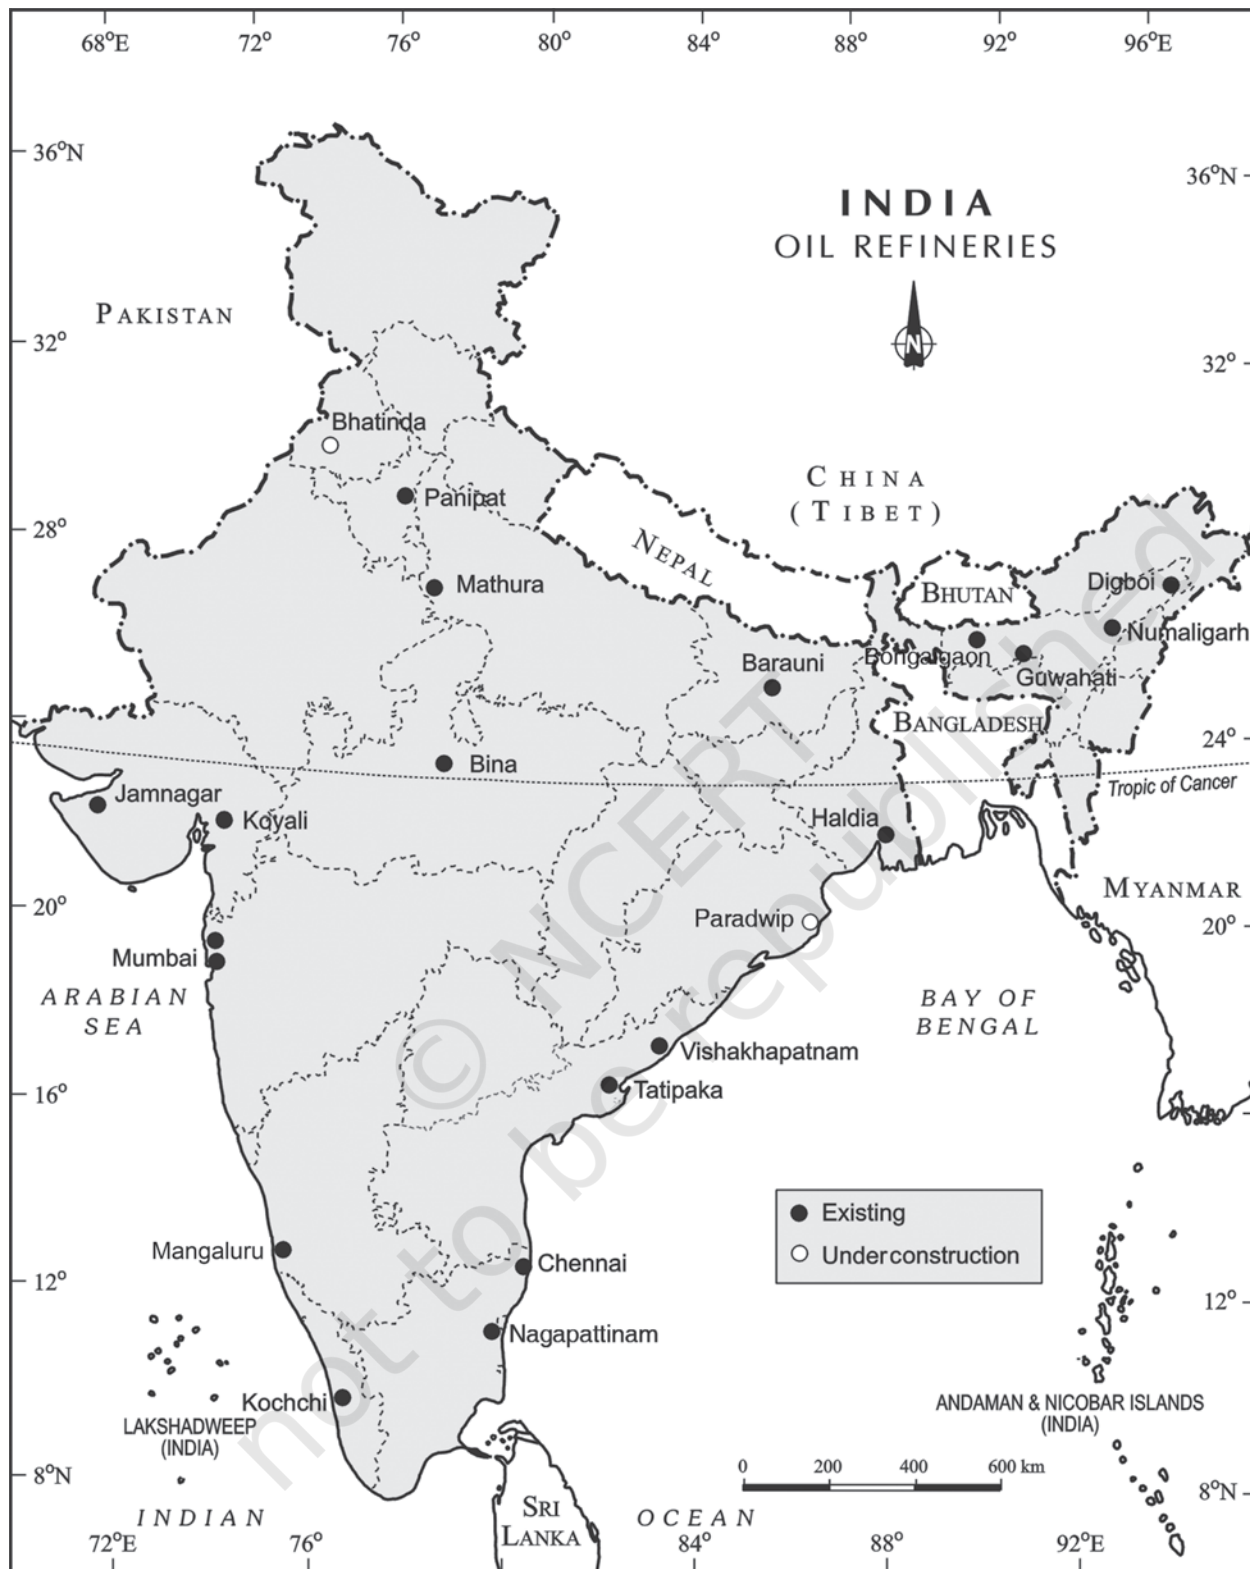 68°E 72° 76° 80° 84° 88° 92° 96°E
36°N
36°N
INDIA
OIL REFINERIES
N
PAKISTAN
32°
32°
Bhatinda
CHINA
(TIBET)
Panipat
28°
NEPAL
Mathura
BHUTAN
Digboi
Numaligarh
Bongaigaon
Guwahati
Barauni
BANGLADESH
24°
Bina
Tropic of Cancer
Jamnagar
Koyali
Haldia
MYANMAR
20°
20°
Paradwip
Mumbai
ARABIAN
SEA
BAY OF
BENGAL
Vishakhapatnam
Tatipaka
16°
© NCERT
not to be republished
Existing
Under construction
Mangaluru
Chennai
12°
12°
Nagapattinam
Kochchi
LAKSHADWEEP
(INDIA)
ANDAMAN & NICOBAR ISLANDS
(INDIA)
0 200 400 600 km
8°N
8°N
INDIAN OCEAN
SRI
LANKA
72°E 76° 84° 88° 92°E